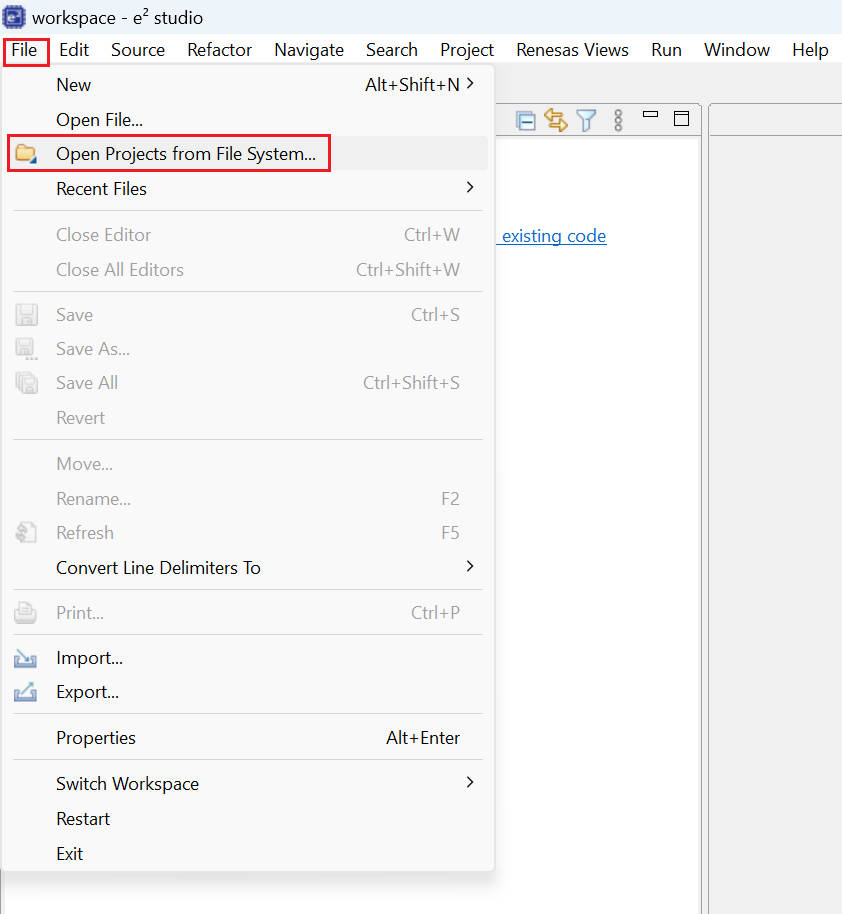 workspace - e² studio
File Edit Source Refactor Navigate Search Project Renesas Views Run Window Help
New Alt+Shift+N
Open File...
Open Projects from File System...
Recent Files
Close Editor Ctrl+W
existing code
Close All Editors Ctrl+Shift+W
Save Ctrl+S
Save As...
Save All Ctrl+Shift+S
Revert
Move...
Rename... F2
Refresh F5
Convert Line Delimiters To
Print... Ctrl+P
Import...
Export...
Properties Alt+Enter
Switch Workspace
Restart
Exit